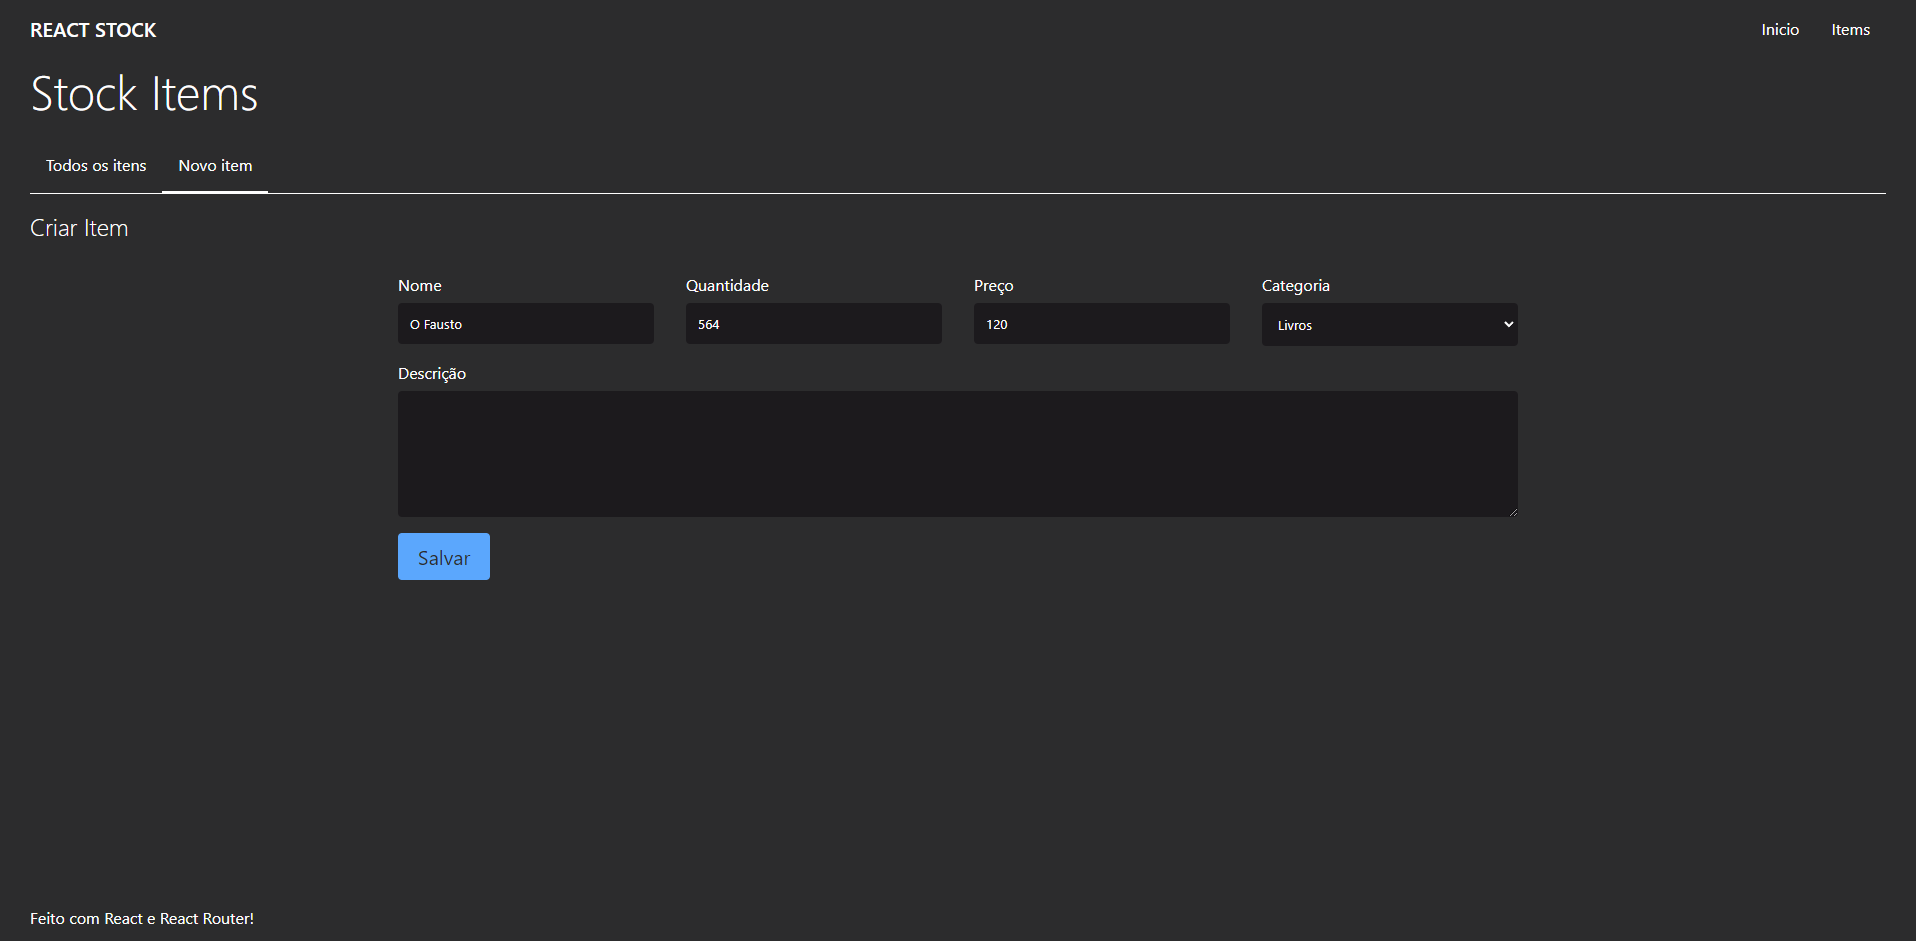 REACT STOCK Inicio Items
Stock Items
Todos os itens Novo item
Criar Item
Nome Quantidade Preço Categoria
O Fausto 564 120 Livros
Descrição
Salvar
Feito com React e React Router!